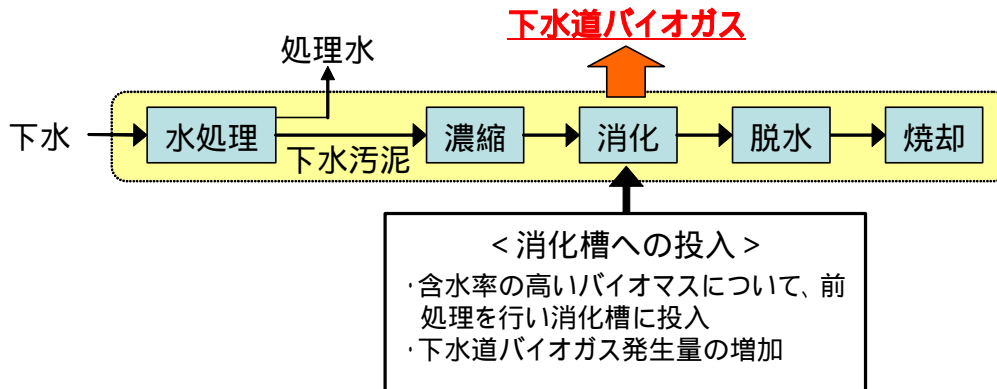 下水道バイオガス
処理水
下水
水処理
下水汚泥
濃縮
消化
脱水
焼却
<消化槽への投入>
･含水率の高いバイオマスについて、前
処理を行い消化槽に投入
･下水道バイオガス発生量の増加